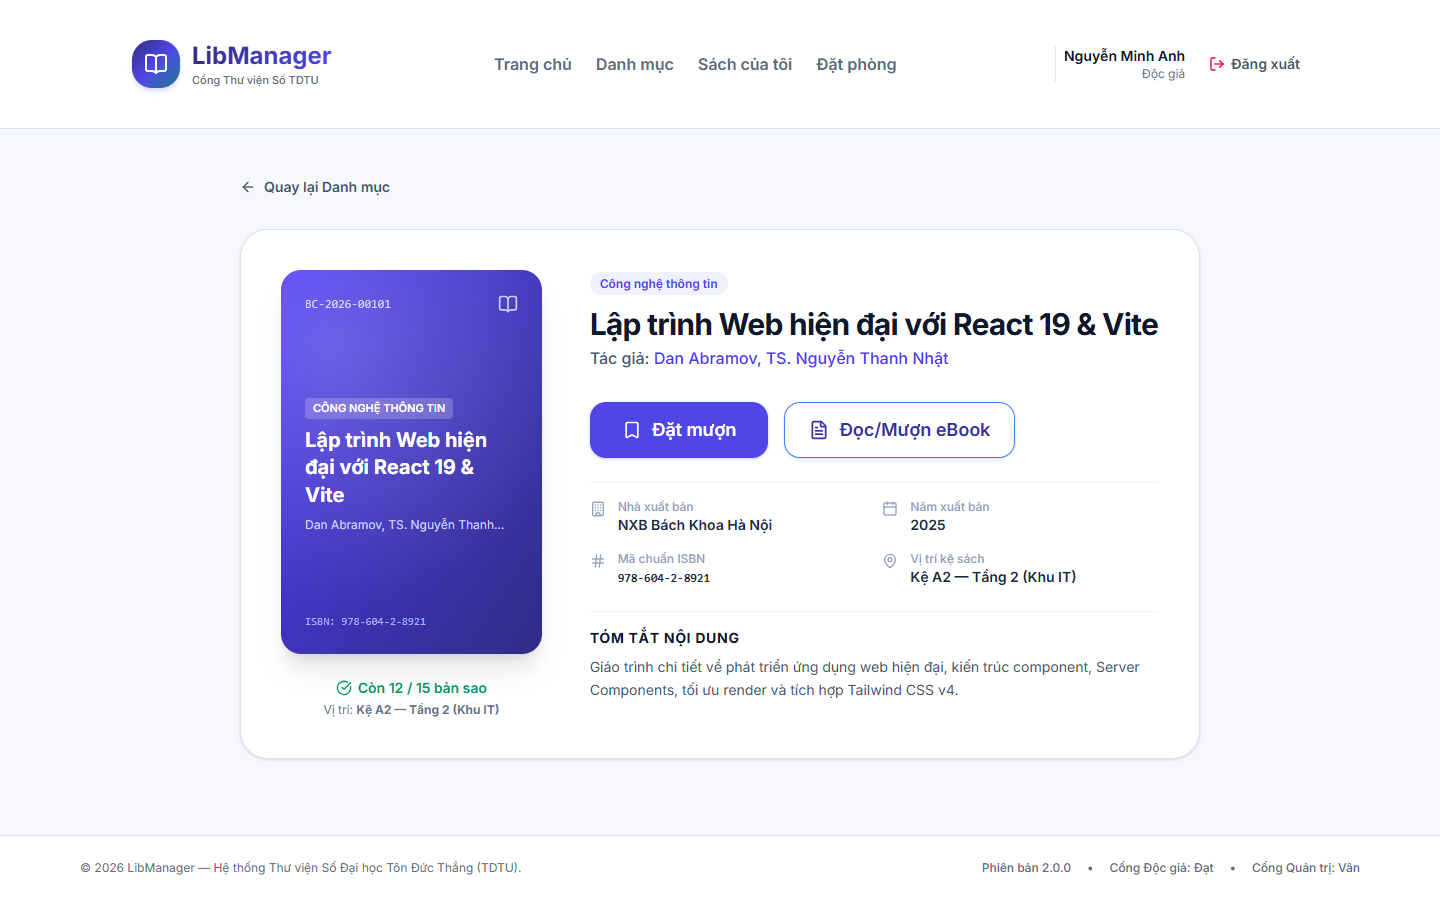 LibManager
Cổng Thư viện Số TDTU
Trang chủ
Danh mục
Sách của tôi
Đặt phòng
Nguyễn Minh Anh
Độc giả
Đăng xuất
Quay lại Danh mục
BC-2026-00101
CÔNG NGHỆ THÔNG TIN
Lập trình Web hiện
đại với React 19 &
Vite
Dan Abramov, TS. Nguyễn Thanh...
ISBN: 978-604-2-8921
Còn 12 / 15 bản sao
Vị trí: Kệ A2 — Tầng 2 (Khu IT)
Công nghệ thông tin
Lập trình Web hiện đại với React 19 & Vite
Tác giả: Dan Abramov, TS. Nguyễn Thanh Nhật
Đặt mượn
Đọc/Mượn eBook
Nhà xuất bản
NXB Bách Khoa Hà Nội
Năm xuất bản
2025
Mã chuẩn ISBN
978-604-2-8921
Vị trí kệ sách
Kệ A2 — Tầng 2 (Khu IT)
TÓM TẮT NỘI DUNG
Giáo trình chi tiết về phát triển ứng dụng web hiện đại, kiến trúc component, Server
Components, tối ưu render và tích hợp Tailwind CSS v4.
© 2026 LibManager — Hệ thống Thư viện Số Đại học Tôn Đức Thắng (TDTU).
Phiên bản 2.0.0 • Cổng Độc giả: Đạt • Cổng Quản trị: Vân